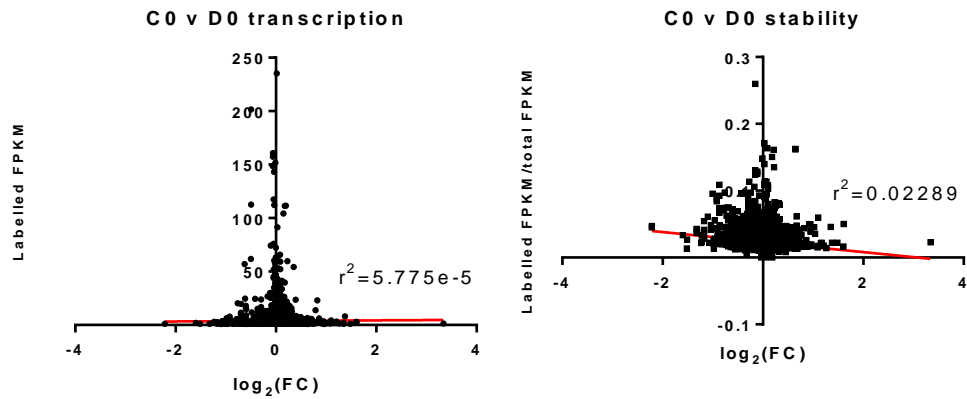 C0 v D0 transcription
Labelled FPKM
250
200
150
100
50
r²=5.775e-5
-4
-2
0
2
4
log₂(FC)
C0 v D0 stability
Labelled FPKM/total FPKM
0.3
0.2
r²=0.02289
-4
-2
2
4
-0.1
log₂(FC)